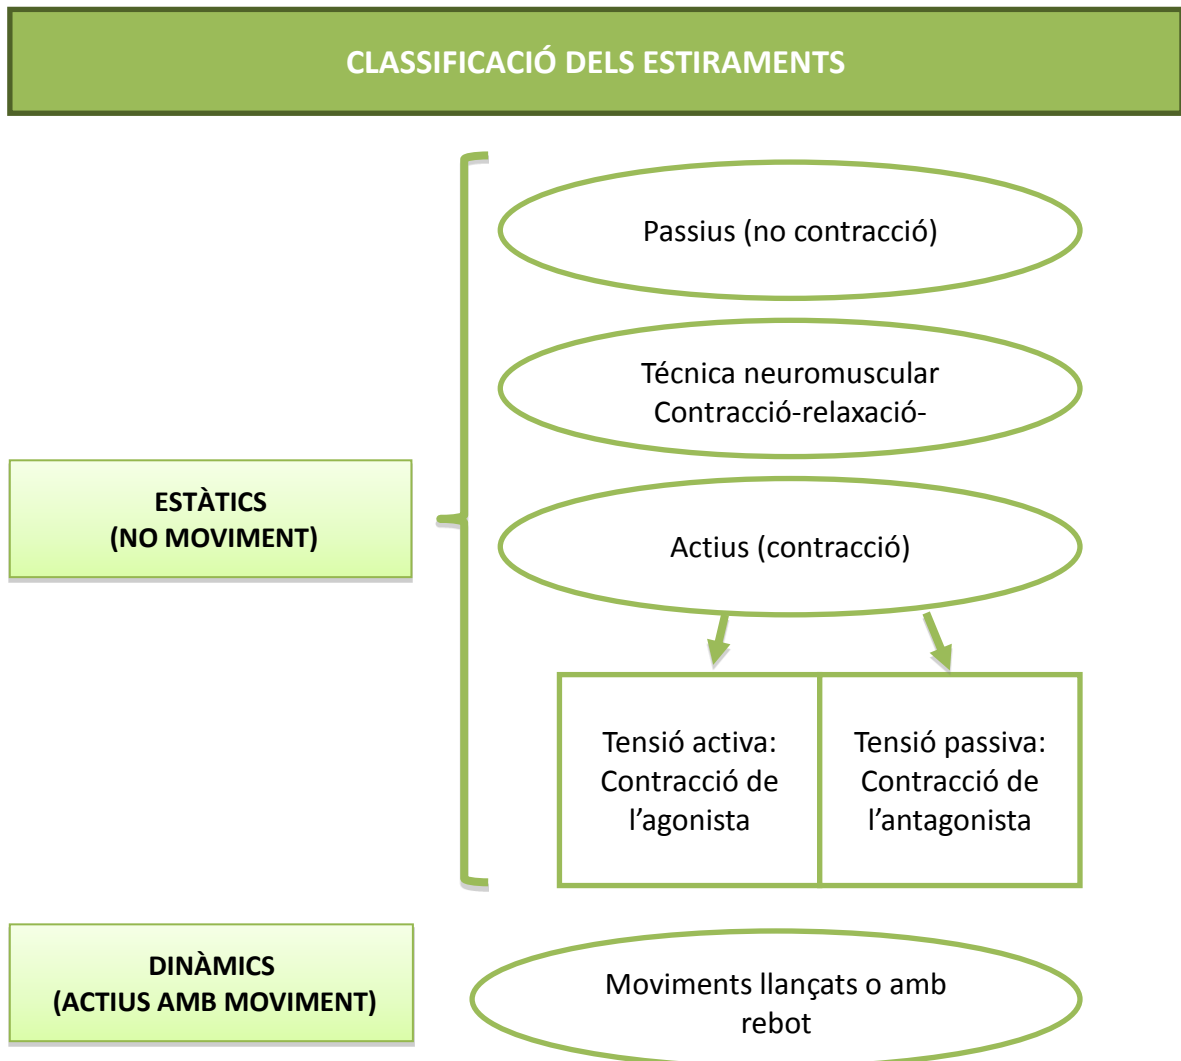 CLASSIFICACIÓ DELS ESTIRAMENTS
Passius (no contracció)
Técnica neuromuscular
Contracció-relaxació-
ESTÀTICS
(NO MOVIMENT)
Actius (contracció)
Tensió activa:
Contracció de
l’agonista
Tensió passiva:
Contracció de
l’antagonista
DINÀMICS
(ACTIUS AMB MOVIMENT)
Moviments llançats o amb
rebot